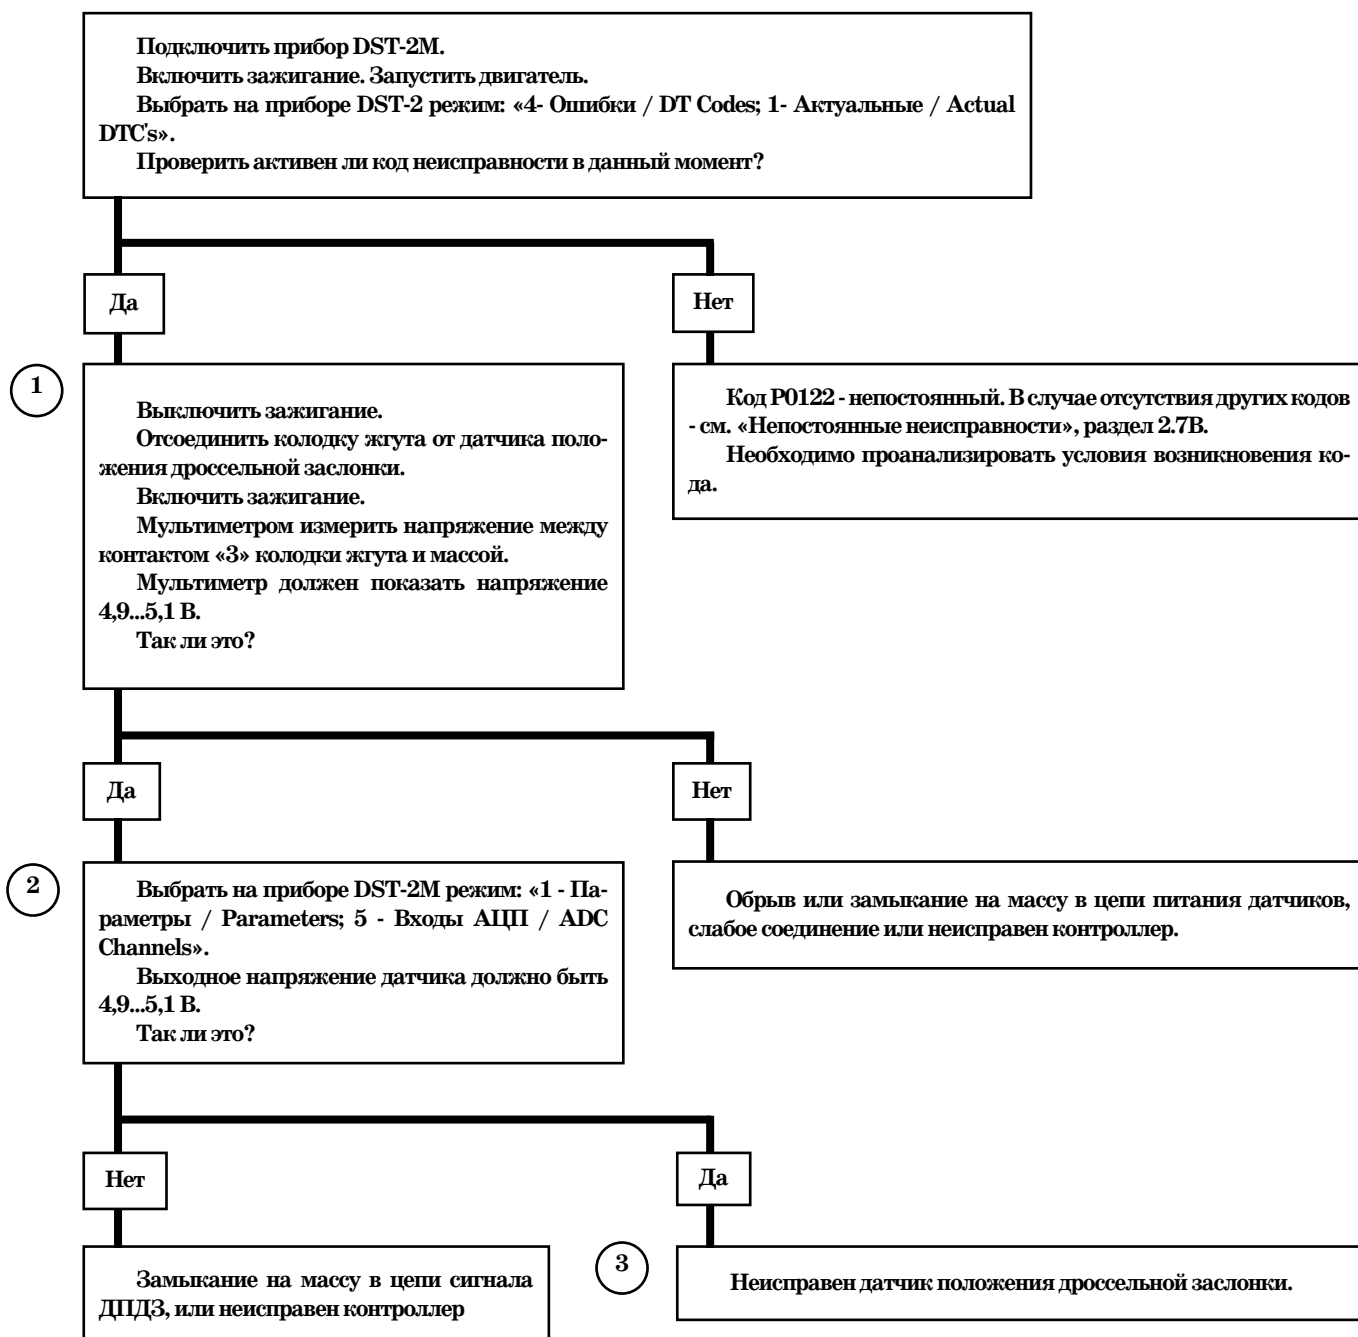 Подключить прибор DST-2M.
Включить зажигание. Запустить двигатель.
Выбрать на приборе DST-2 режим: «4- Ошибки / DT Codes; 1- Актуальные / Actual
DTC's».
Проверить активен ли код неисправности в данный момент?
Да
Нет
1
Выключить зажигание.
Отсоединить колодку жгута от датчика поло-
жения дроссельной заслонки.
Включить зажигание.
Мультиметром измерить напряжение между
контактом «3» колодки жгута и массой.
Мультиметр должен показать напряжение
4,9...5,1 В.
Так ли это?
Код P0122 - непостоянный. В случае отсутствия других кодов
- см. «Непостоянные неисправности», раздел 2.7В.
Необходимо проанализировать условия возникновения ко-
да.
Да
Нет
2
Выбрать на приборе DST-2M режим: «1 - Па-
раметры / Parameters; 5 - Входы АЦП / ADC
Channels».
Выходное напряжение датчика должно быть
4,9...5,1 В.
Так ли это?
Обрыв или замыкание на массу в цепи питания датчиков,
слабое соединение или неисправен контроллер.
Нет
Да
Замыкание на массу в цепи сигнала
ДПДЗ, или неисправен контроллер
3
Неисправен датчик положения дроссельной заслонки.